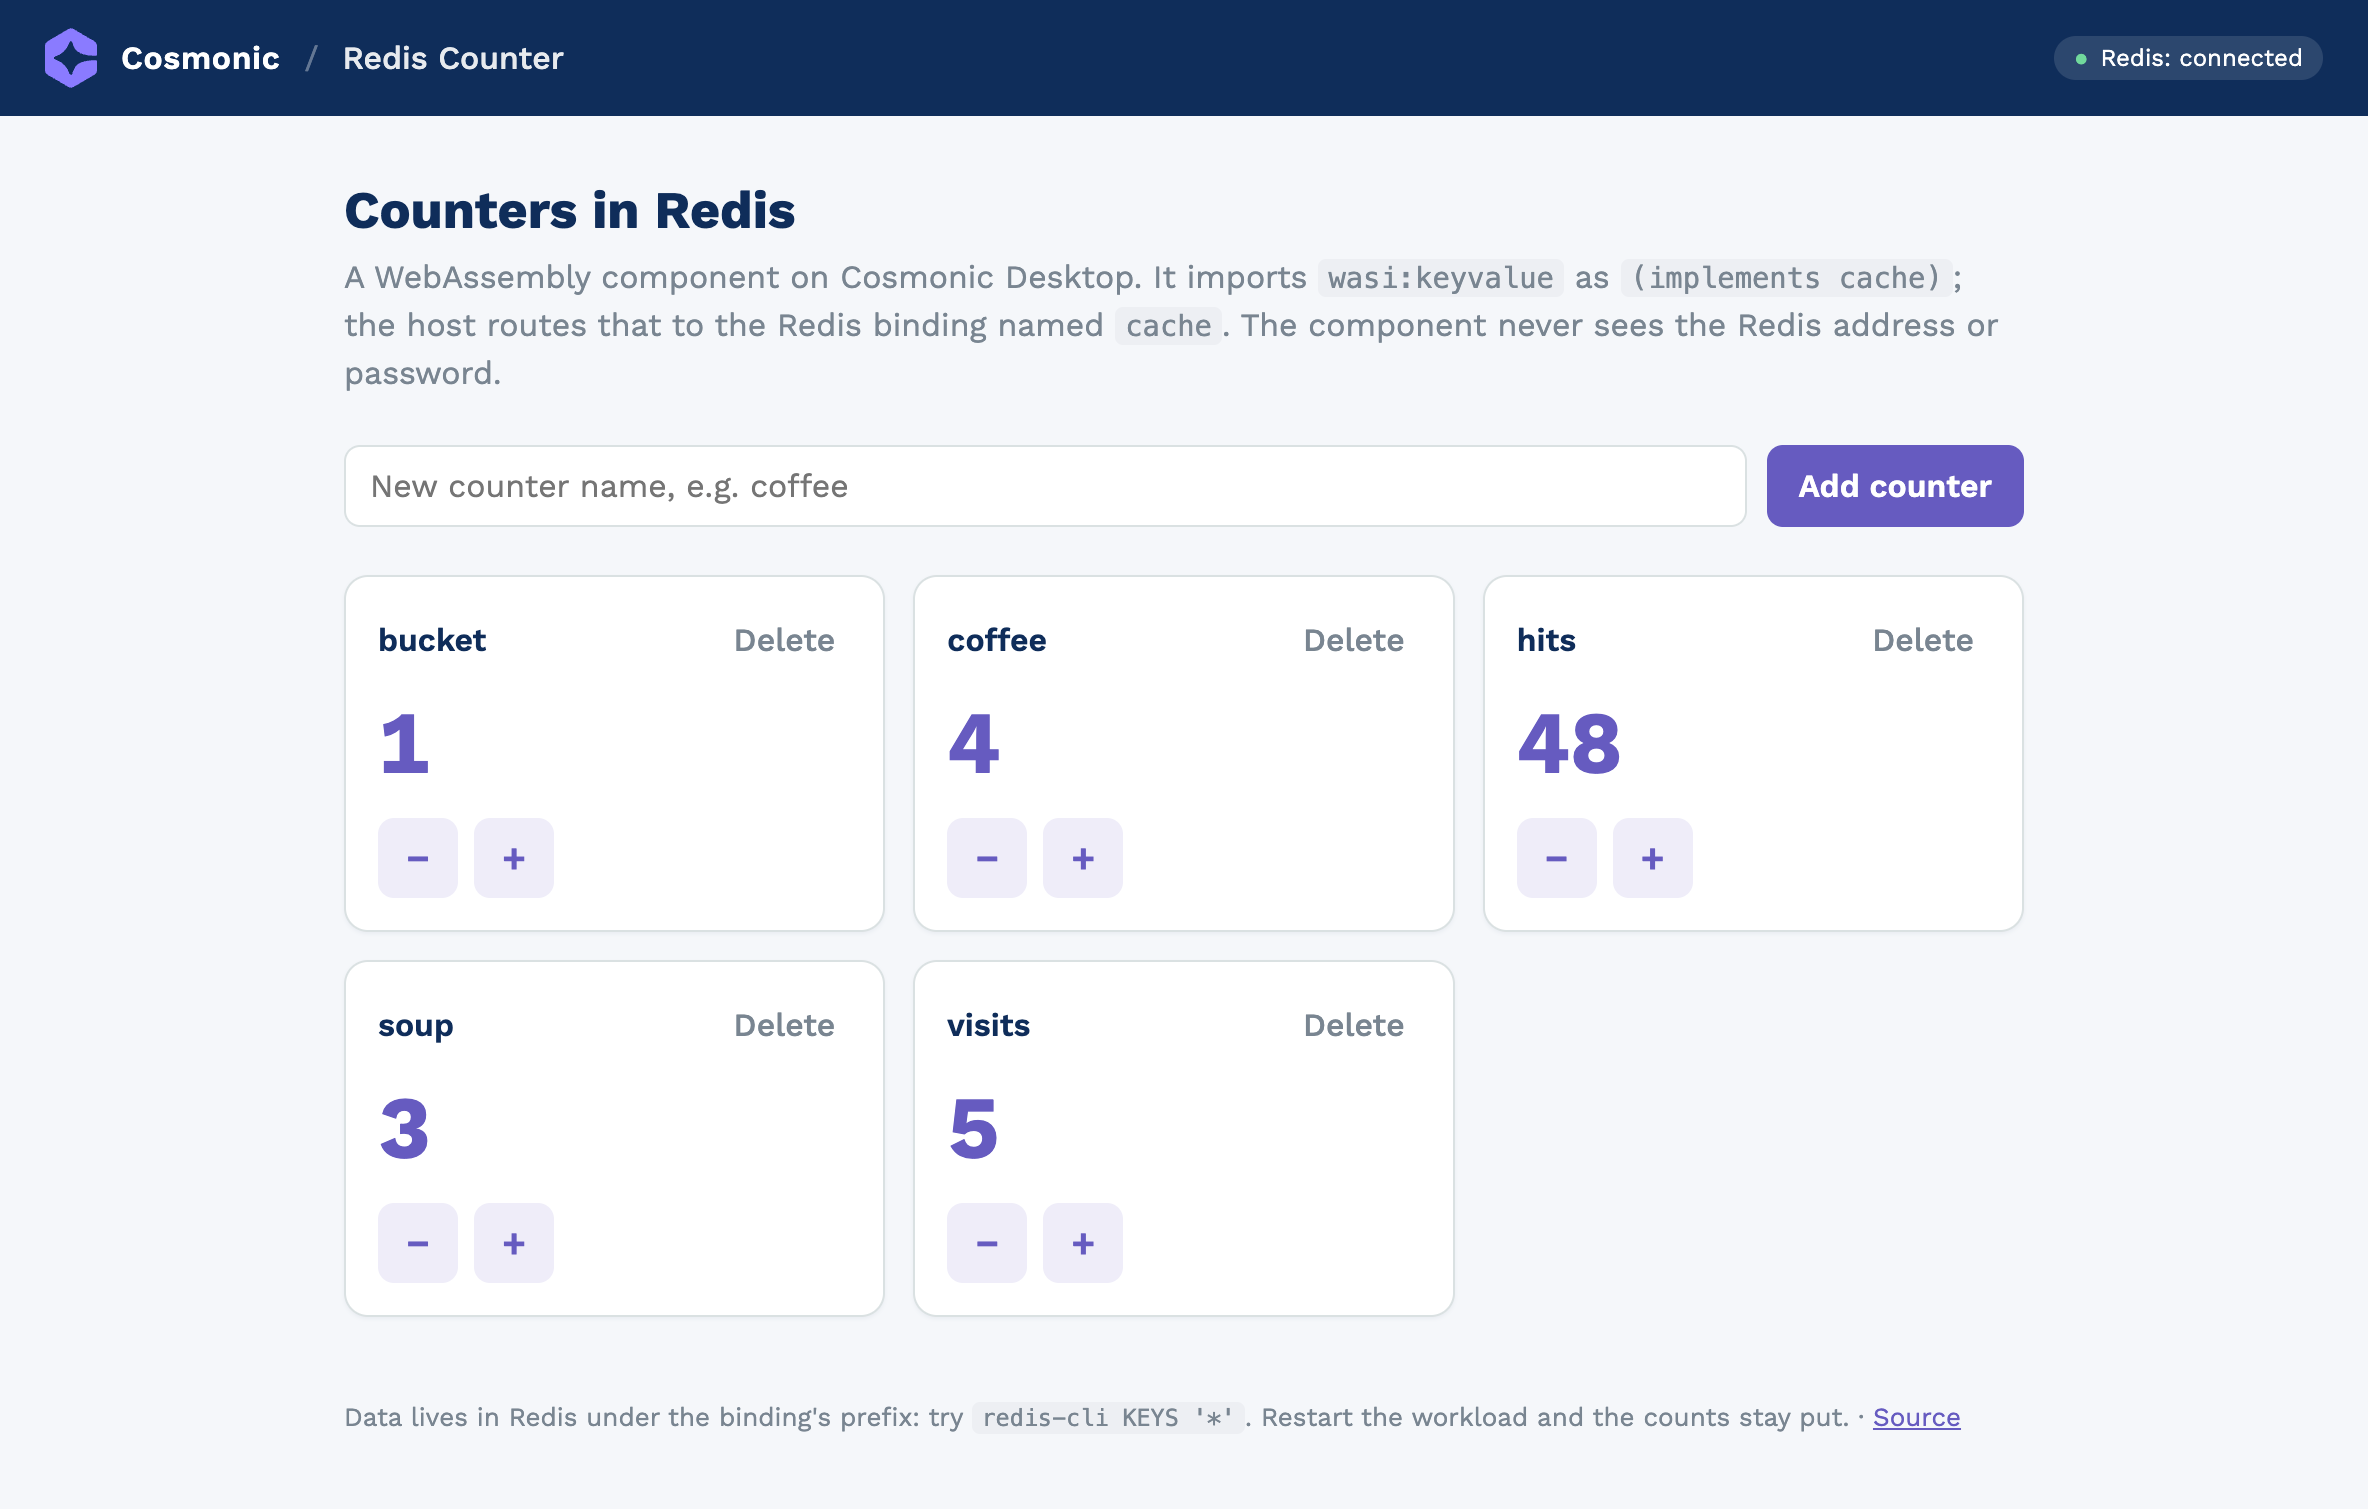 Cosmonic / Redis Counter
Redis: connected
Counters in Redis
A WebAssembly component on Cosmonic Desktop. It imports wasi:keyvalue as (implements cache);
the host routes that to the Redis binding named cache. The component never sees the Redis address or
password.
New counter name, e.g. coffee
Add counter
bucket Delete
1
− +
coffee Delete
4
− +
hits Delete
48
− +
soup Delete
3
− +
visits Delete
5
− +
Data lives in Redis under the binding's prefix: try redis-cli KEYS '*'. Restart the workload and the counts stay put. · Source